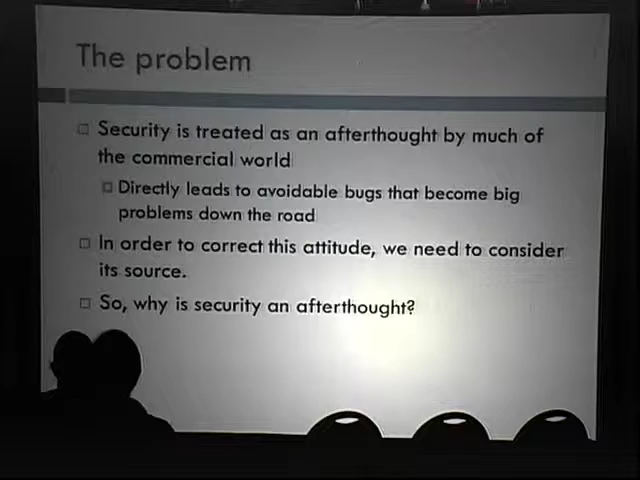 The problem
Security is treated as an afterthought by much of
the commercial world
Directly leads to avoidable bugs that become big
problems down the road
In order to correct this attitude, we need to consider
its source.
So, why is security an afterthought?